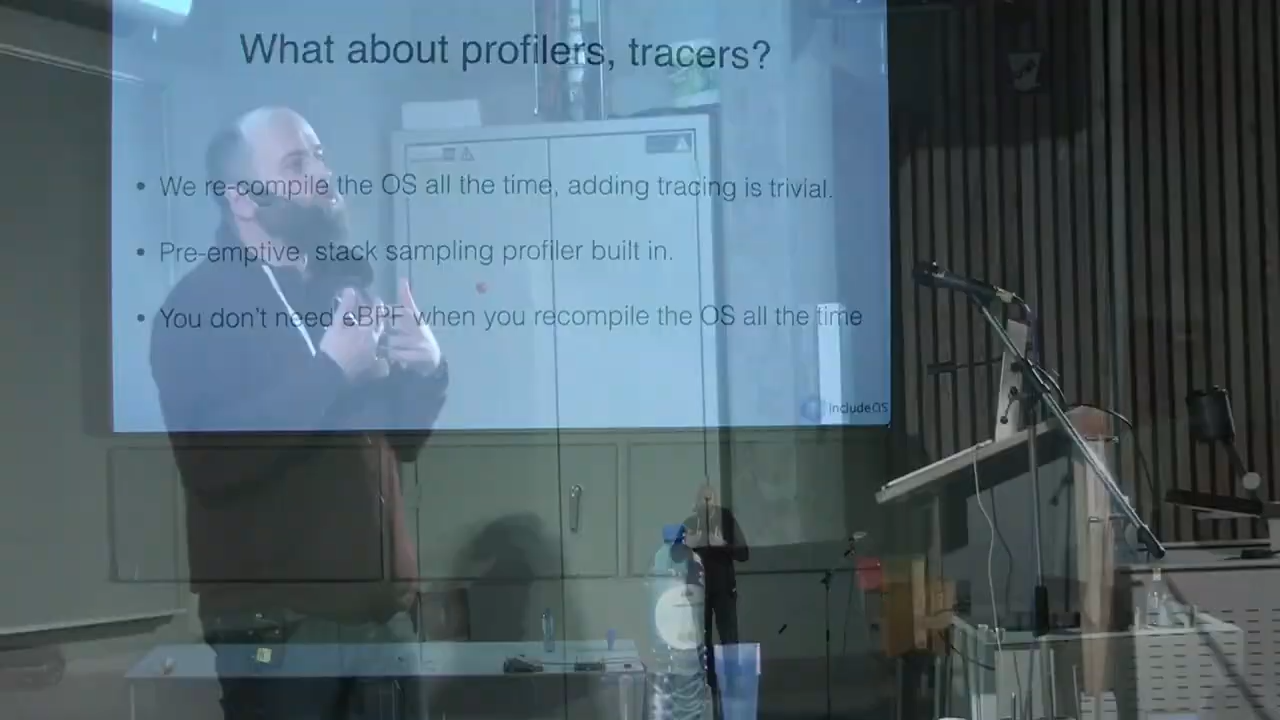 What about profilers, tracers?
• We re-compile the OS all the time, adding tracing is trivial.
• Pre-emptive, stack sampling profiler built in.
• You don't need eBPF when you recompile the OS all the time
includeOS